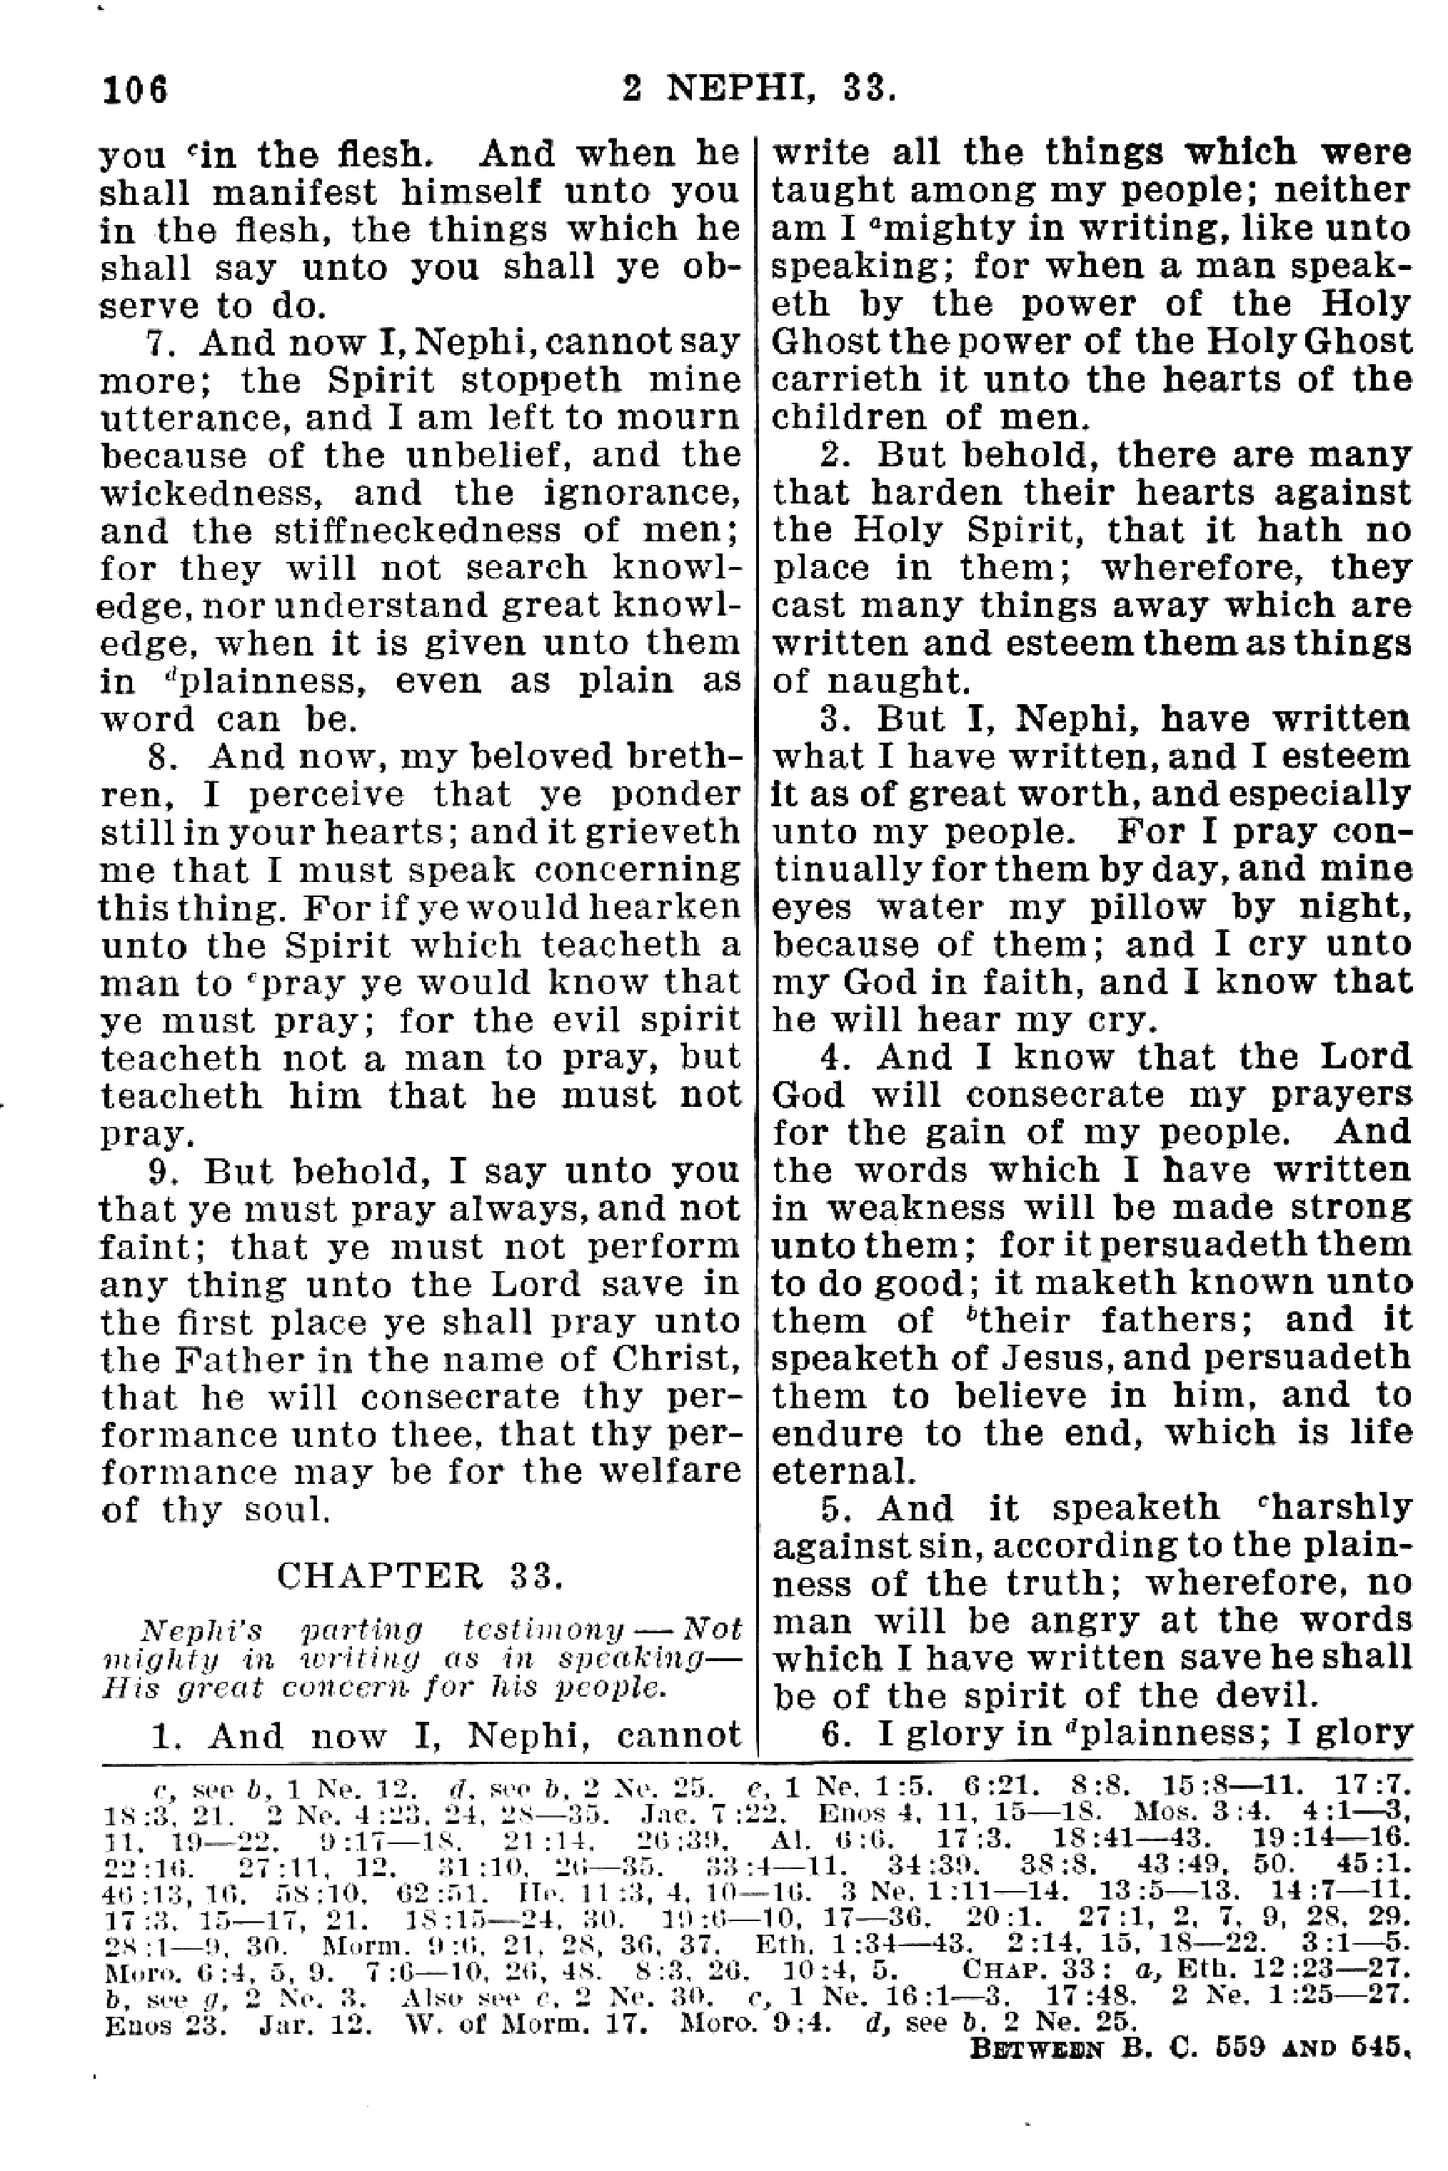 106
2 NEPHI, 33.
you cin the flesh. And when he
shall manifest himself unto you
in the flesh, the things which he
shall say unto you shall ye ob-
serve to do.
7. And now I, Nephi, cannot say
more; the Spirit stoppeth mine
utterance, and I am left to mourn
because of the unbelief, and the
wickedness, and the ignorance,
and the stiffneckedness of men;
for they will not search knowl-
edge, nor understand great knowl-
edge, when it is given unto them
in dplainness, even as plain as
word can be.
8. And now, my beloved breth-
ren, I perceive that ye ponder
still in your hearts; and it grieveth
me that I must speak concerning
this thing. For if ye would hearken
unto the Spirit which teacheth a
man to epray ye would know that
ye must pray; for the evil spirit
teacheth not a man to pray, but
teacheth him that he must not
pray.
9. But behold, I say unto you
that ye must pray always, and not
faint; that ye must not perform
any thing unto the Lord save in
the first place ye shall pray unto
the Father in the name of Christ,
that he will consecrate thy per-
formance unto thee, that thy per-
formance may be for the welfare
of thy soul.
CHAPTER 33.
Nephi's parting testimony — Not
mighty in writing as in speaking—
His great concern for his people.
1. And now I, Nephi, cannot
write all the things which were
taught among my people; neither
am I amighty in writing, like unto
speaking; for when a man speak-
eth by the power of the Holy
Ghost the power of the Holy Ghost
carrieth it unto the hearts of the
children of men.
2. But behold, there are many
that harden their hearts against
the Holy Spirit, that it hath no
place in them; wherefore, they
cast many things away which are
written and esteem them as things
of naught.
3. But I, Nephi, have written
what I have written, and I esteem
it as of great worth, and especially
unto my people. For I pray con-
tinually for them by day, and mine
eyes water my pillow by night,
because of them; and I cry unto
my God in faith, and I know that
he will hear my cry.
4. And I know that the Lord
God will consecrate my prayers
for the gain of my people. And
the words which I have written
in weakness will be made strong
unto them; for it persuadeth them
to do good; it maketh known unto
them of btheir fathers; and it
speaketh of Jesus, and persuadeth
them to believe in him, and to
endure to the end, which is life
eternal.
5. And it speaketh charshly
against sin, according to the plain-
ness of the truth; wherefore, no
man will be angry at the words
which I have written save he shall
be of the spirit of the devil.
6. I glory in dplainness; I glory
c, see b, 1 Ne. 12. d, see b, 2 Ne. 25. e, 1 Ne. 1:5. 6:21. 8:8. 15:8—11. 17:7.
18:3, 21. 2 Ne. 4:23, 24, 28—35. Jac. 7:22. Enos 4, 11, 15—18. Mos. 3:4. 4:1—3,
11, 19—22. 9:17—18. 21:14. 26:39. Al. 6:6. 17:3. 18:41—43. 19:14—16.
22:16. 27:11, 12. 31:10, 26—35. 33:4—11. 34:39. 38:8. 43:49, 50. 45:1.
46:13, 16. 58:10. 62:51. He. 11:3, 4, 10—16. 3 Ne. 1:11—14. 13:5—13. 14:7—11.
17:3, 15—17, 21. 18:15—24, 30. 19:6—10, 17—36. 20:1. 27:1, 2, 7, 9, 28, 29.
28:1—9, 30. Morm. 9:6, 21, 28, 36, 37. Eth. 1:34—43. 2:14, 15, 18—22. 3:1—5.
Moro. 6:4, 5, 9. 7:6—10, 26, 48. 8:3, 26. 10:4, 5. CHAP. 33: a, Eth. 12:23—27.
b, see g, 2 Ne. 3. Also see c, 2 Ne. 30. c, 1 Ne. 16:1—3. 17:48. 2 Ne. 1:25—27.
Enos 23. Jar. 12. W. of Morm. 17. Moro. 9:4. d, see b, 2 Ne. 25.
BETWEEN B. C. 559 AND 545.